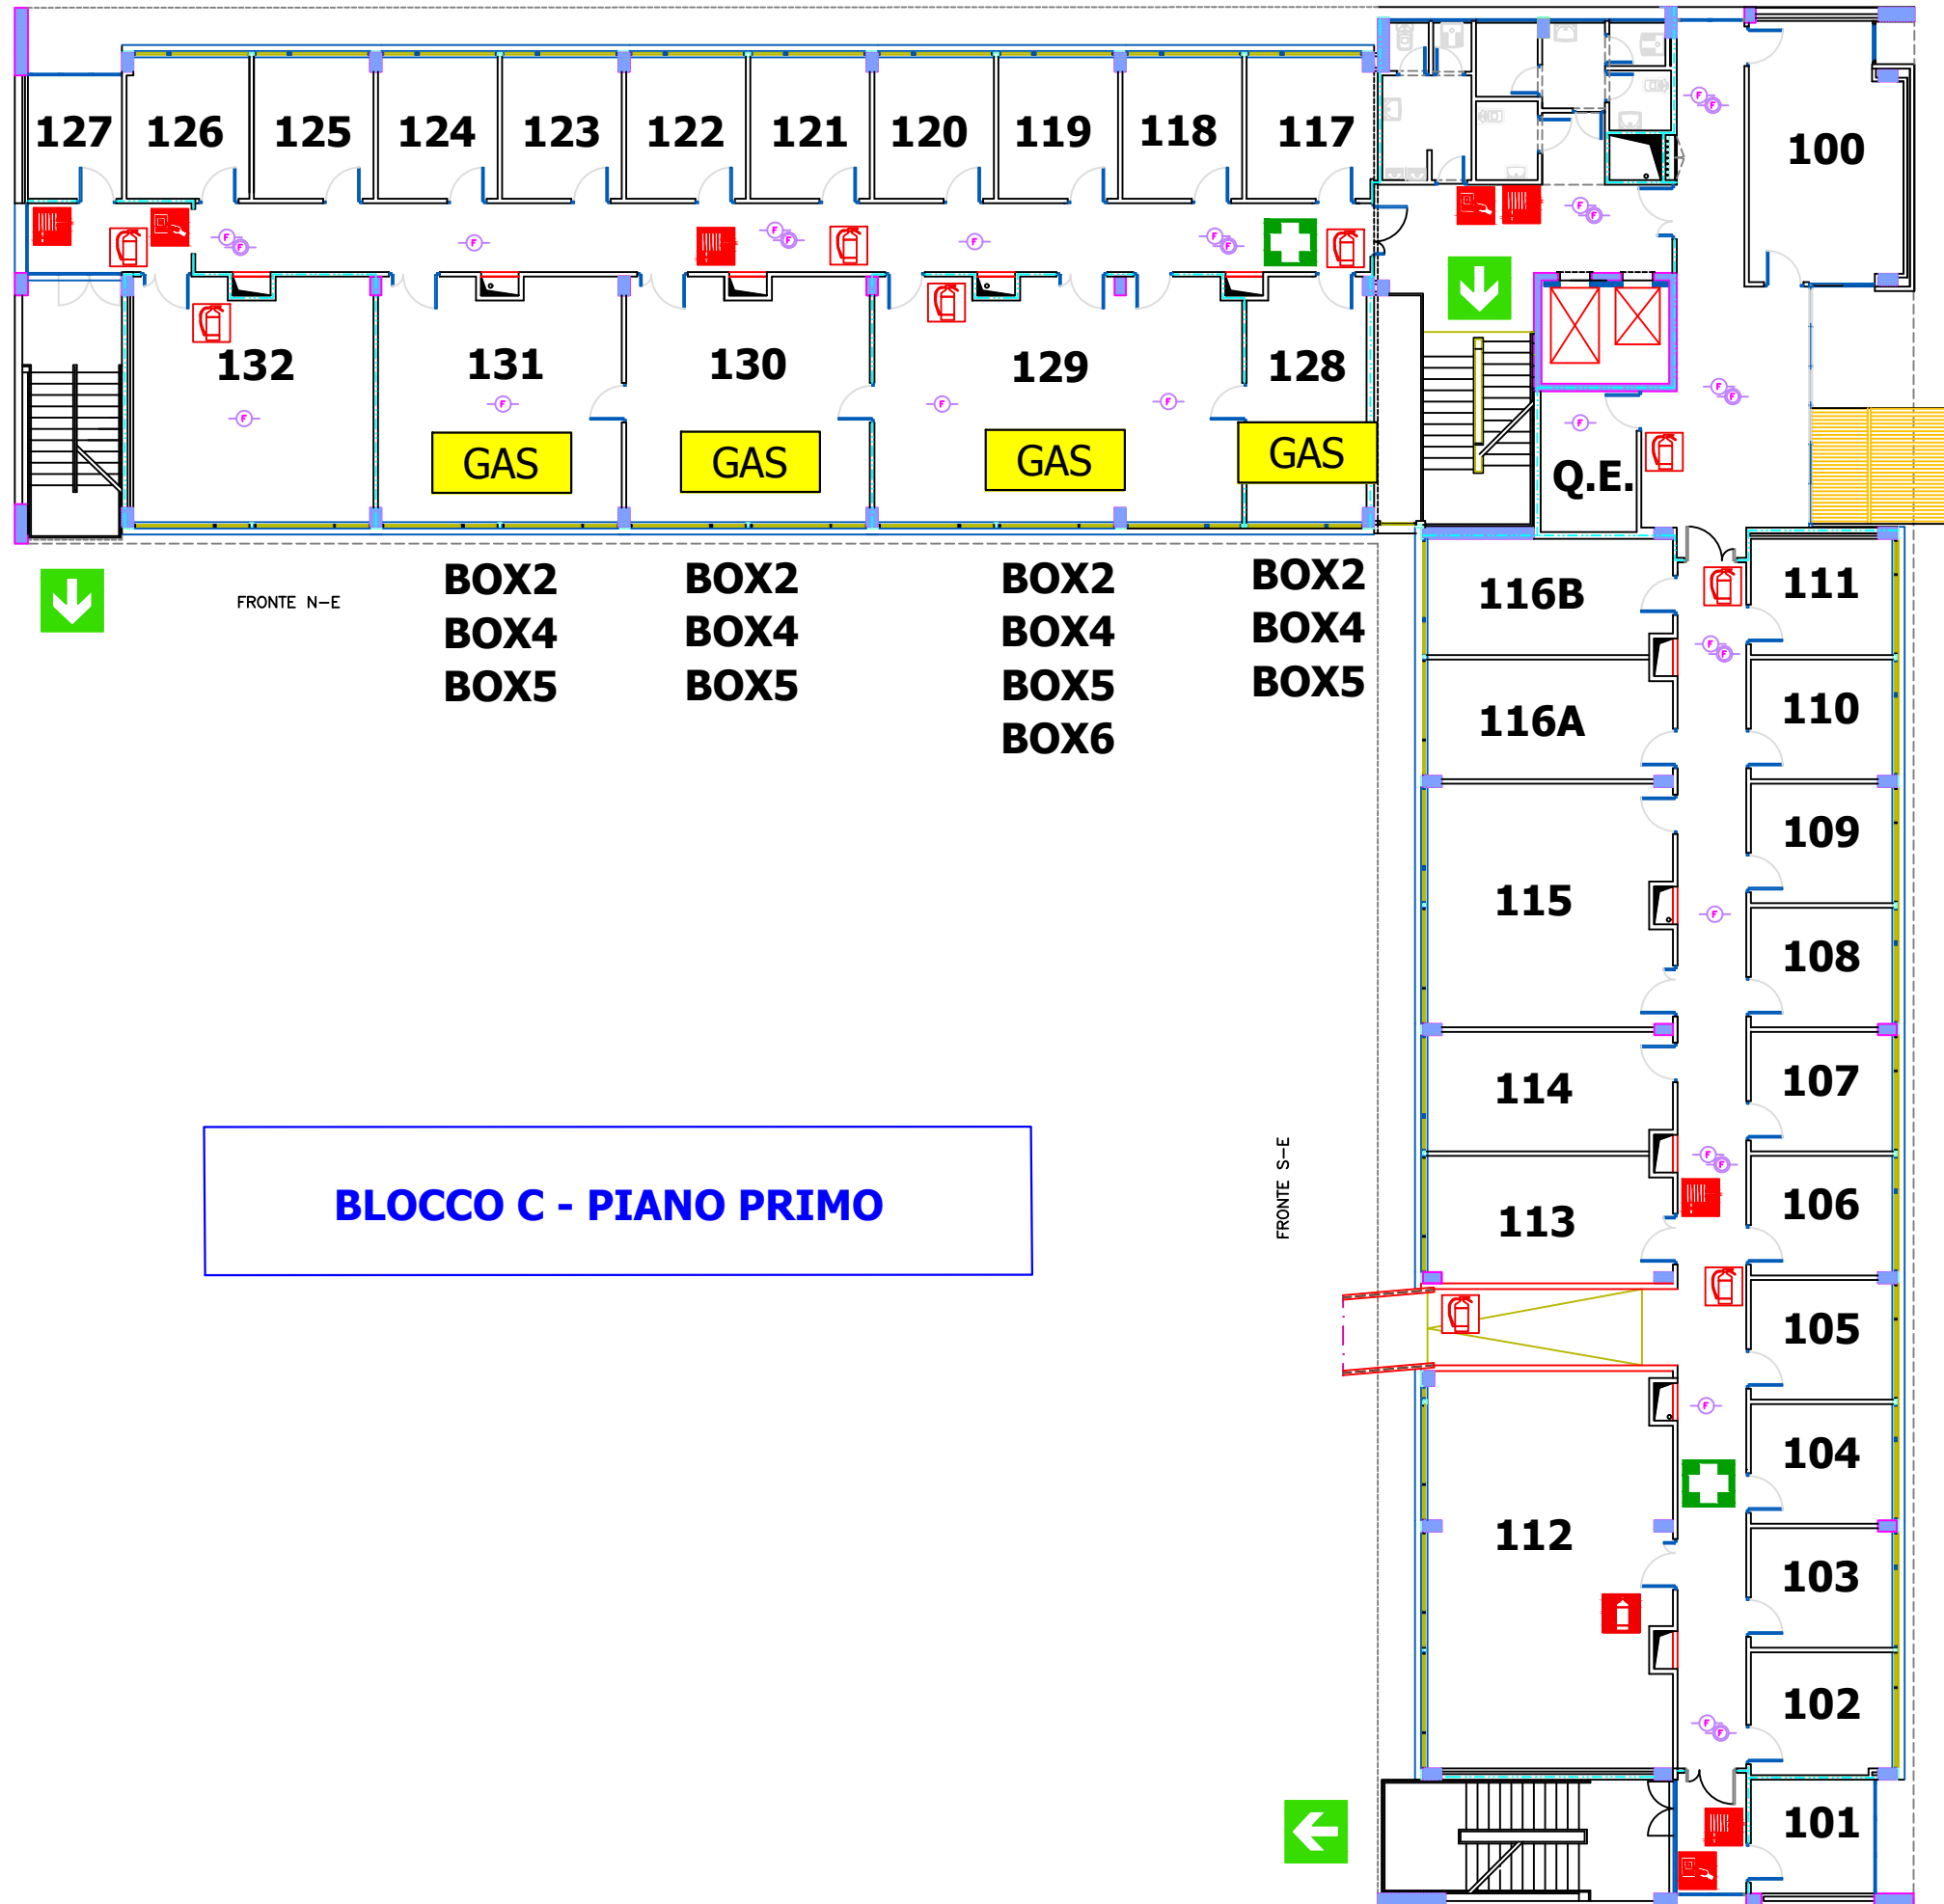 127 126 125 124 123 122 121 120 119 118 117 100
132 131 130 129 128
GAS GAS GAS GAS
Q.E.
FRONTE N-E
BOX2 BOX2 BOX2 BOX2
BOX4 BOX4 BOX4 BOX4
BOX5 BOX5 BOX5 BOX5
BOX6
116B 111
116A 110
109
115
108
114 107
113 106
105
104
112
103
102
101
FRONTE S-E
BLOCCO C - PIANO PRIMO
F F F F F F F F F F F F F F F F F F F F F F F F F F F